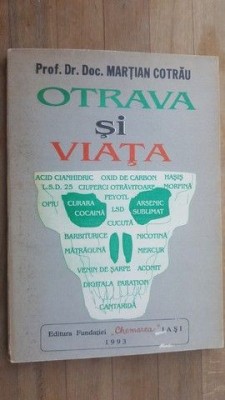 Prof. Dr. Doc. MARȚIAN COTRĂU
OTRAVA
și
VIAȚA
ACID CIANHIDRIC OXID DE CARBON HAȘIȘ
L.S.D. 25 CIUPERCI OTRĂVITOARE MORFINĂ
PEYOTL
OPIU CURARA LSD ARSENIC
COCAINĂ SUBLIMAT
CUCUTĂ
BARBITURICE NICOTINĂ
MĂTRĂGUNĂ MERCUR
VENIN DE ȘARPE ACONIT
DIGITALA PARATION
CANTARIDĂ
Editura Fundației „Chemarea” IAȘI
1993